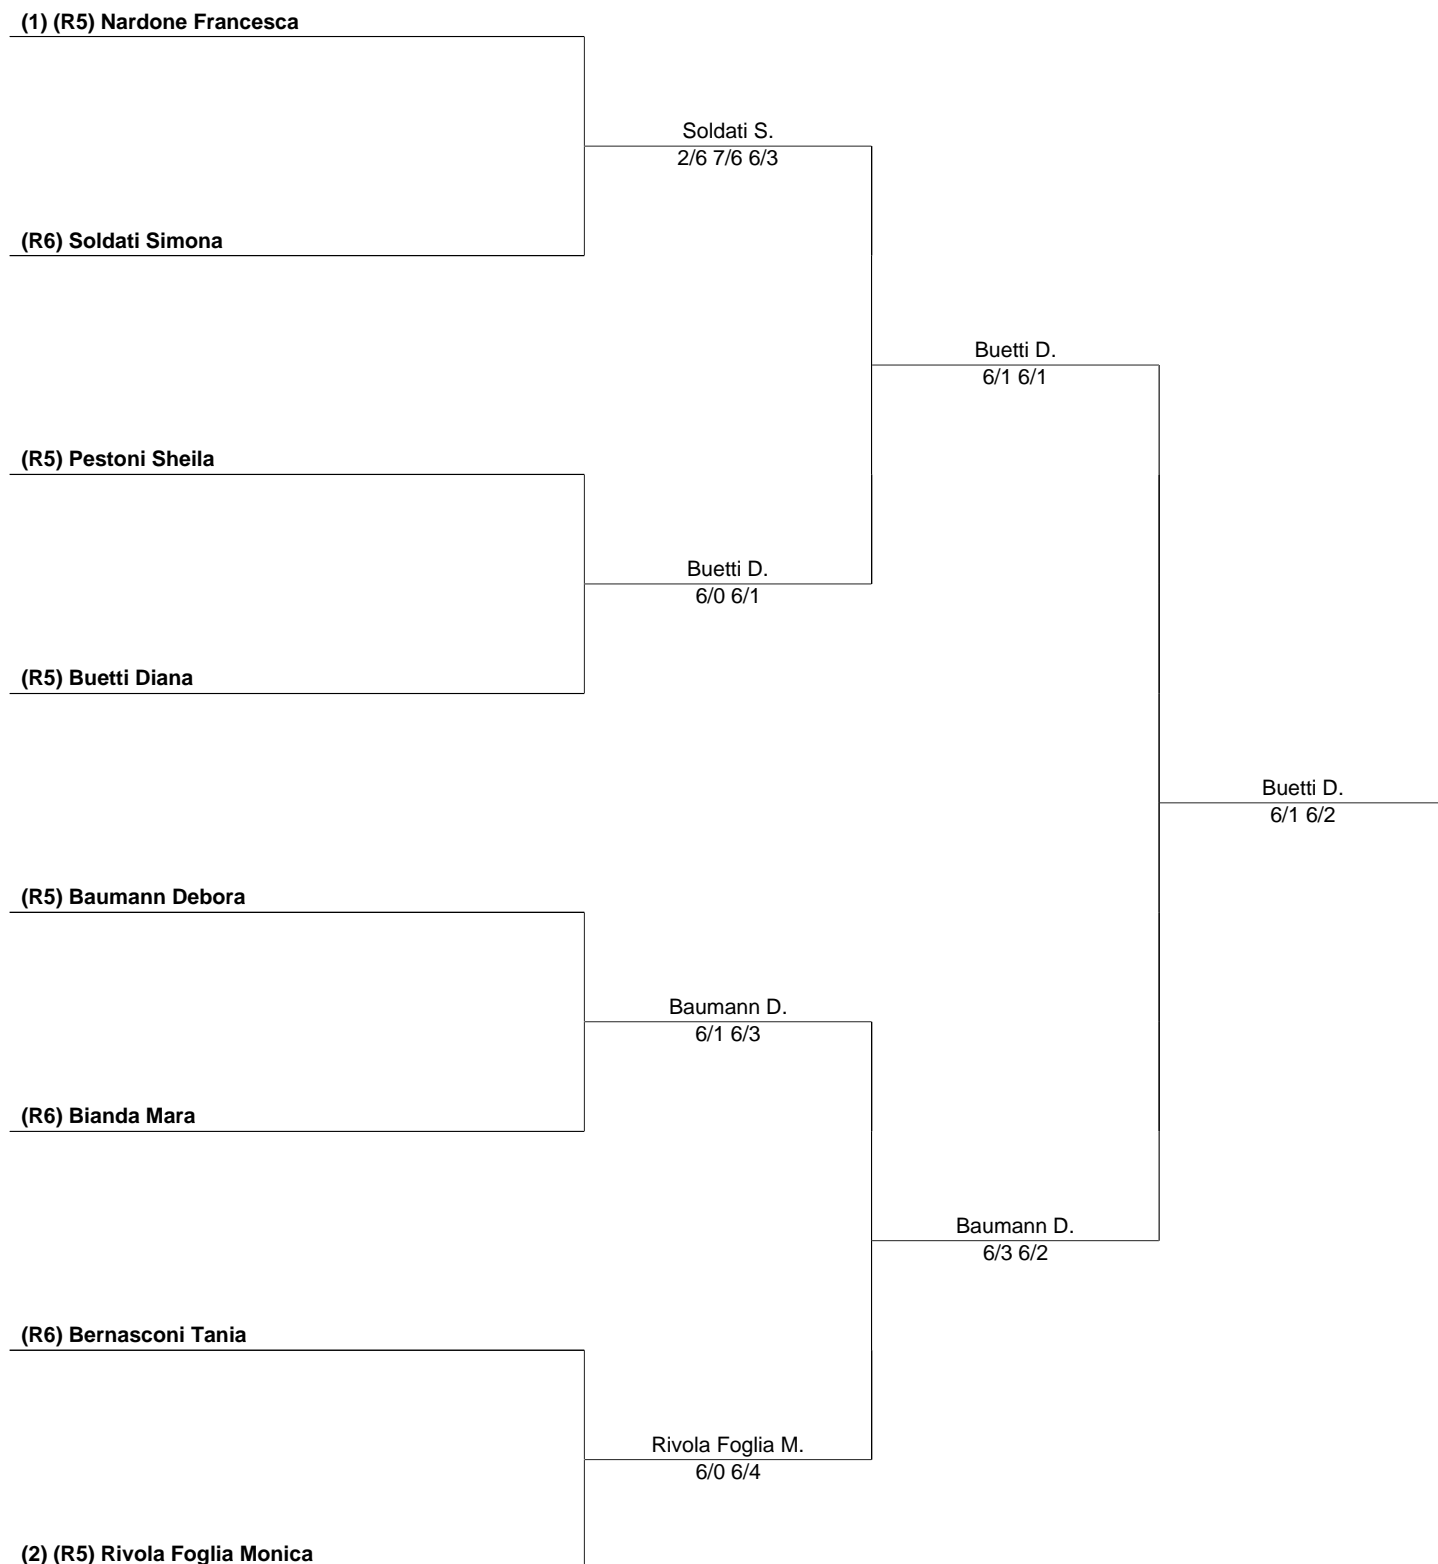 (1) (R5) Nardone Francesca
Soldati S.
2/6 7/6 6/3
(R6) Soldati Simona
Buetti D.
6/1 6/1
(R5) Pestoni Sheila
Buetti D.
6/0 6/1
(R5) Buetti Diana
Buetti D.
6/1 6/2
(R5) Baumann Debora
Baumann D.
6/1 6/3
(R6) Bianda Mara
Baumann D.
6/3 6/2
(R6) Bernasconi Tania
Rivola Foglia M.
6/0 6/4
(2) (R5) Rivola Foglia Monica